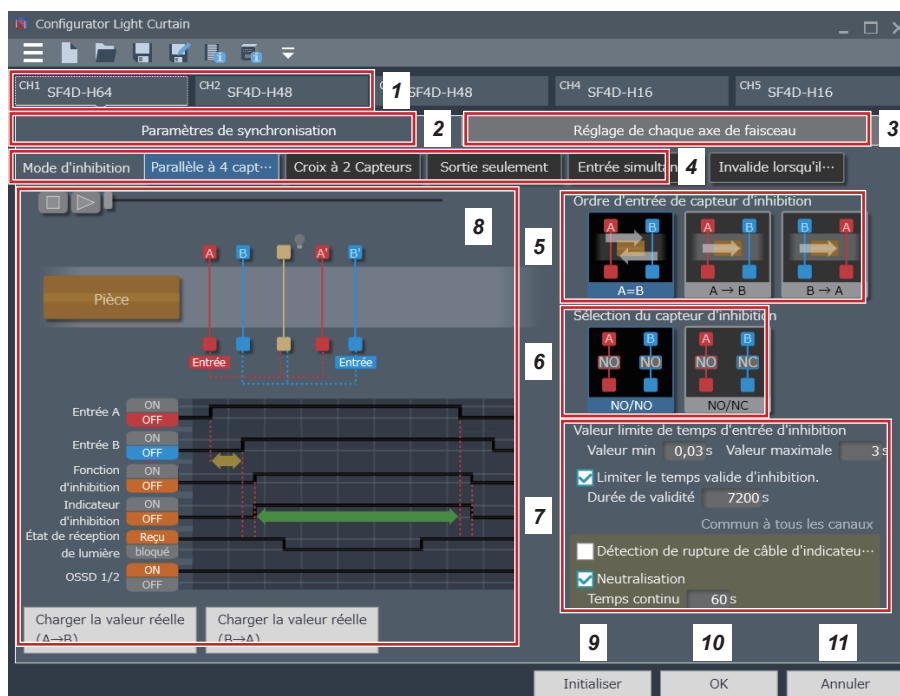 Configurator Light Curtain
CH1 SF4D-H64
CH2 SF4D-H48
1
SF4D-H48
CH4 SF4D-H16
CH5 SF4D-H16
Paramètres de synchronisation
2
Réglage de chaque axe de faisceau
3
Mode d'inhibition
Parallèle à 4 capt···
Croix à 2 Capteurs
Sortie seulement
Entrée simultan
4
Invalide lorsqu'il···
8
A
B
A'
B'
Pièce
Entrée
Entrée
Entrée A
ON
OFF
Entrée B
ON
OFF
Fonction
d'inhibition
ON
OFF
Indicateur
d'inhibition
ON
OFF
État de réception
de lumière
Reçu
bloqué
OSSD 1/2
ON
OFF
Charger la valeur réelle
(A→B)
Charger la valeur réelle
(B→A)
5
Ordre d'entrée de capteur d'inhibition
A B
A B
B A
A=B
A → B
B → A
6
Sélection du capteur d'inhibition
A B
A B
NO NO
NO NC
NO/NO
NO/NC
7
Valeur limite de temps d'entrée d'inhibition
Valeur min 0,03 s Valeur maximale 3 s
Limiter le temps valide d'inhibition.
Durée de validité 7200 s
Commun à tous les canaux
Détection de rupture de câble d'indicateu···
Neutralisation
Temps continu 60 s
9
10
11
Initialiser
OK
Annuler